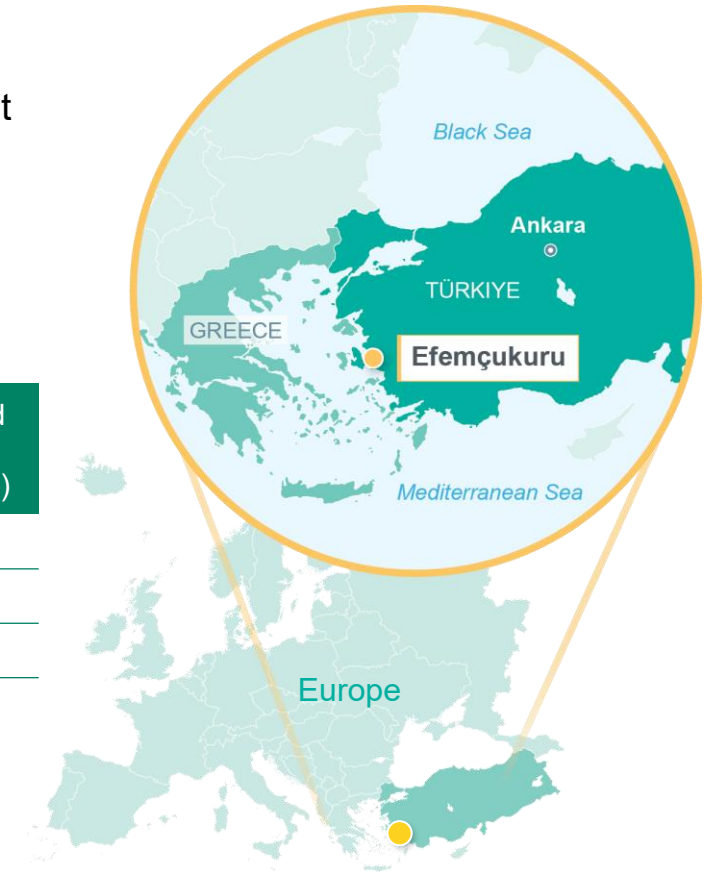 t
Black Sea
Ankara
TÜRKIYE
GREECE
Efemçukuru
d
)
Mediterranean Sea
Europe